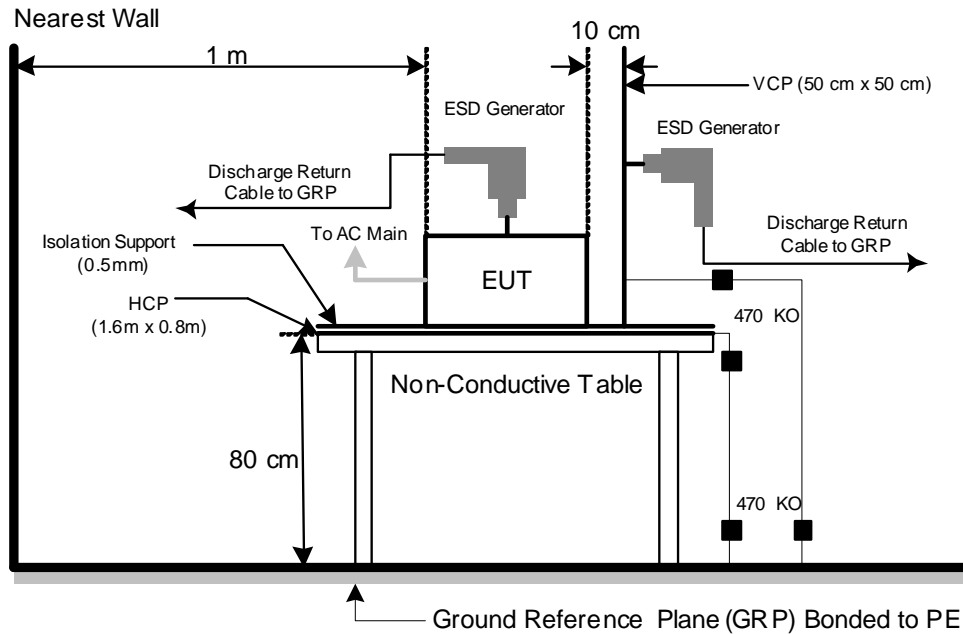 Nearest Wall
10 cm
1 m
VCP (50 cm x 50 cm)
ESD Generator
ESD Generator
Discharge Return
Cable to GRP
Discharge Return
Cable to GRP
To AC Main
Isolation Support
(0.5mm)
EUT
HCP
(1.6m x 0.8m)
470 KO
Non-Conductive Table
80 cm
470 KO
Ground Reference Plane (GRP) Bonded to PE